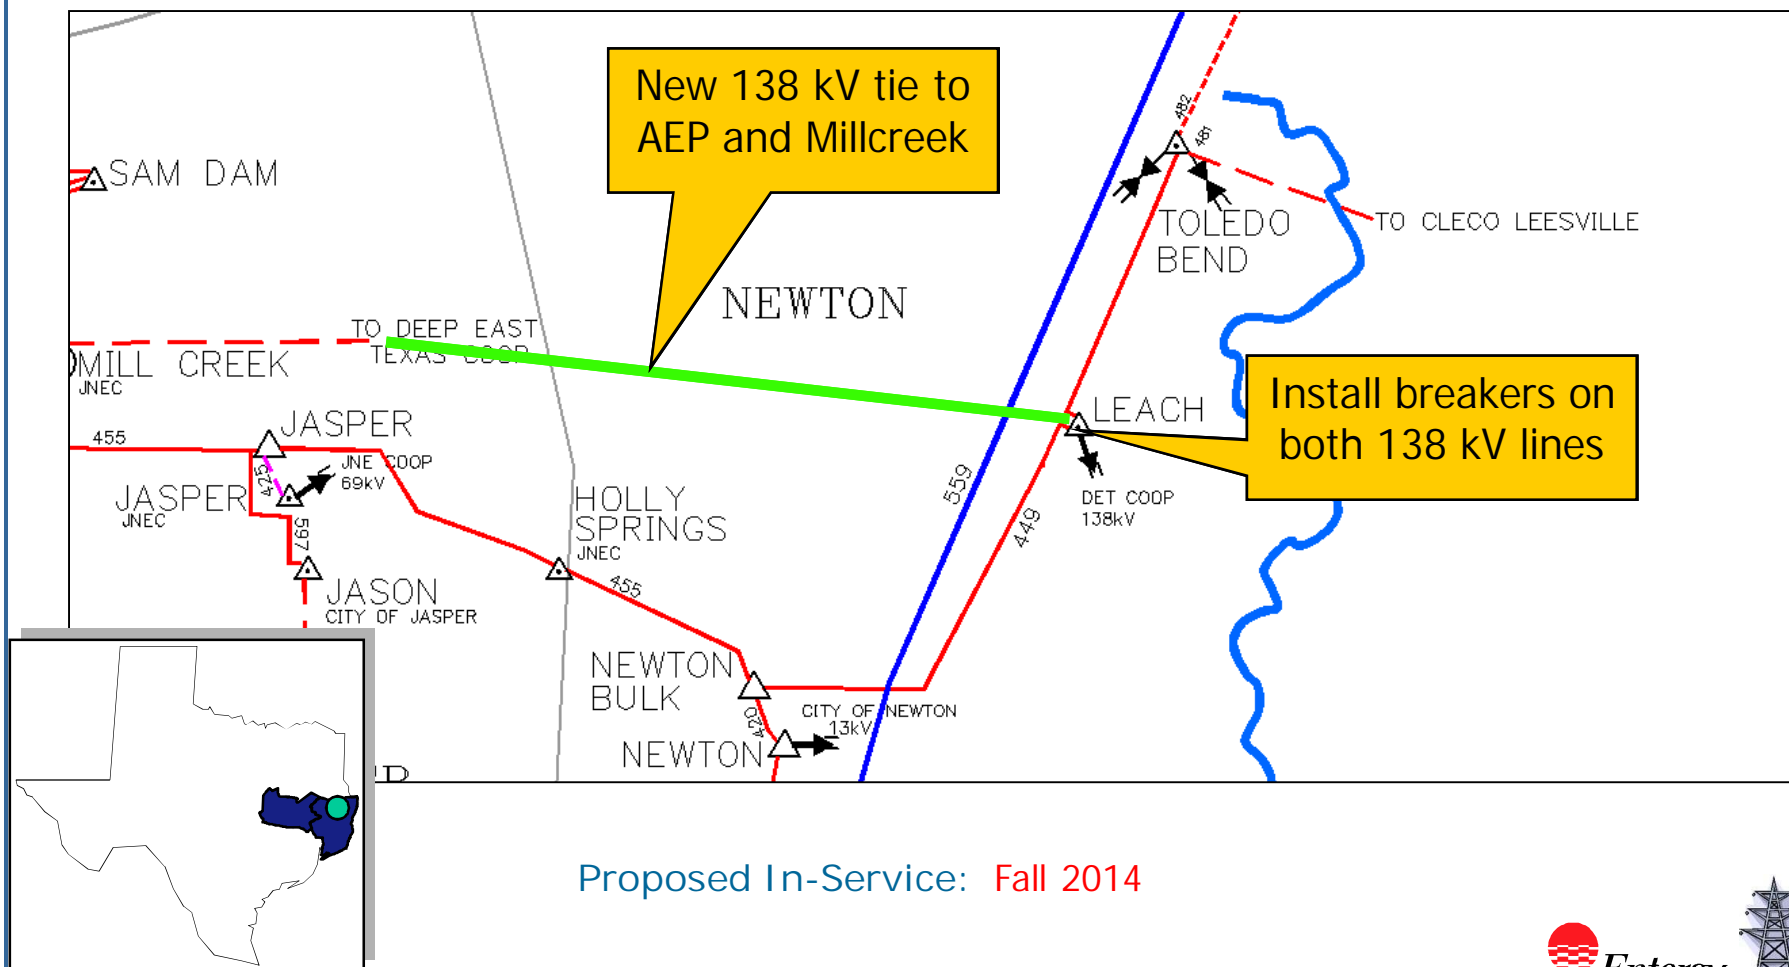 New 138 kV tie to
AEP and Millcreek
482
481
SAM DAM
TOLEDO
BEND
TO CLECO LEESVILLE
NEWTON
TO DEEP EAST
TEXAS COOP
MILL CREEK
JNEC
LEACH
Install breakers on
both 138 kV lines
JASPER
455
JNE COOP
69kV
425
JASPER
JNEC
597
HOLLY
SPRINGS
JNEC
559
449
DET COOP
138kV
JASON
CITY OF JASPER
455
NEWTON
BULK
CITY OF NEWTON
13kV
420
NEWTON
Proposed In-Service: Fall 2014
Entergy